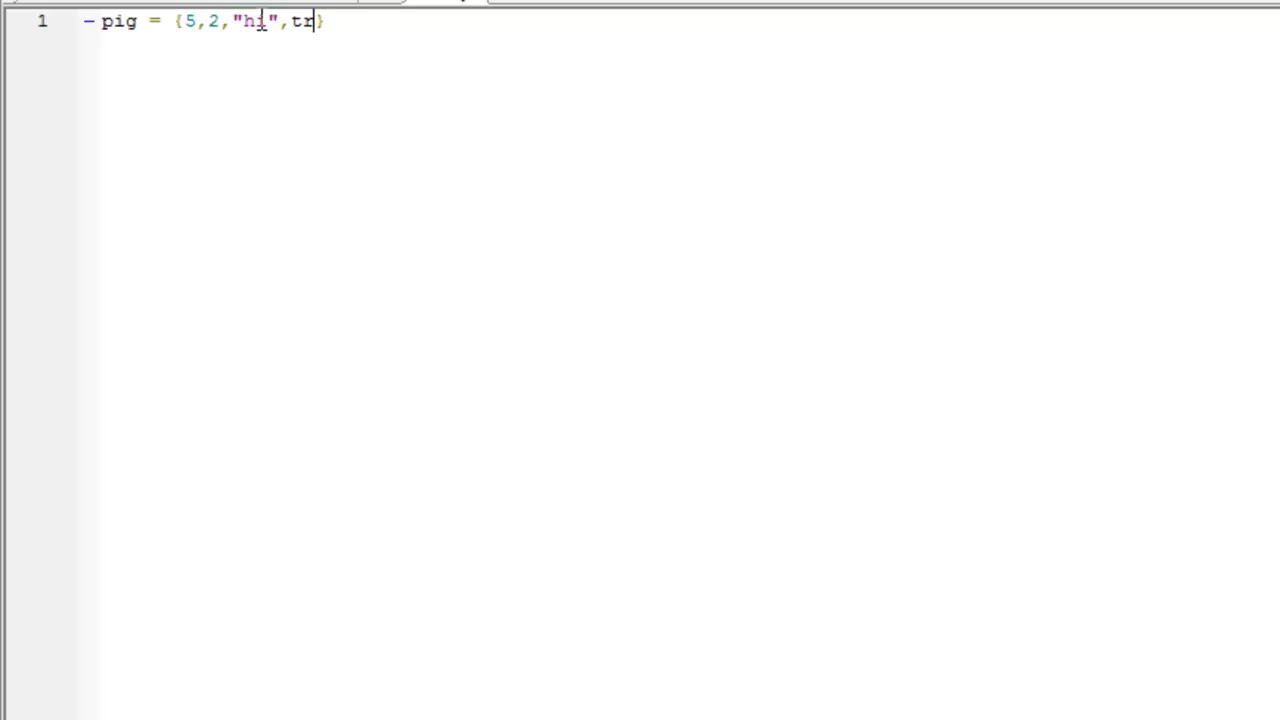 1 - pig = {5,2,"hi",tr}